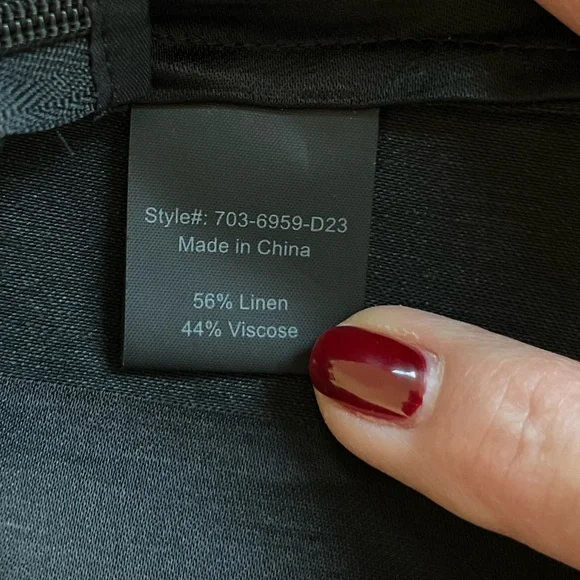 Style#: 703-6959-D23
Made in China
56% Linen
44% Viscose